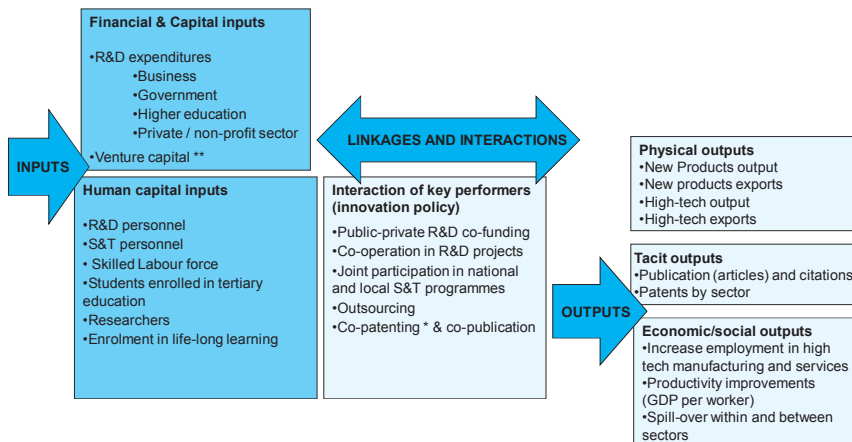 Financial & Capital inputs
•R&D expenditures
•Business
•Government
•Higher education
•Private / non-profit sector
•Venture capital **
INPUTS
Human capital inputs
•R&D personnel
•S&T personnel
• Skilled Labour force
•Students enrolled in tertiary
education
•Researchers
•Enrolment in life-long learning
LINKAGES AND INTERACTIONS
Interaction of key performers
(innovation policy)
•Public-private R&D co-funding
•Co-operation in R&D projects
•Joint participation in national
and local S&T programmes
•Outsourcing
•Co-patenting * & co-publication
OUTPUTS
Physical outputs
•New Products output
•New products exports
•High-tech output
•High-tech exports
Tacit outputs
•Publication (articles) and citations
•Patents by sector
Economic/social outputs
•Increase employment in high
tech manufacturing and services
•Productivity improvements
(GDP per worker)
•Spill-over within and between
sectors